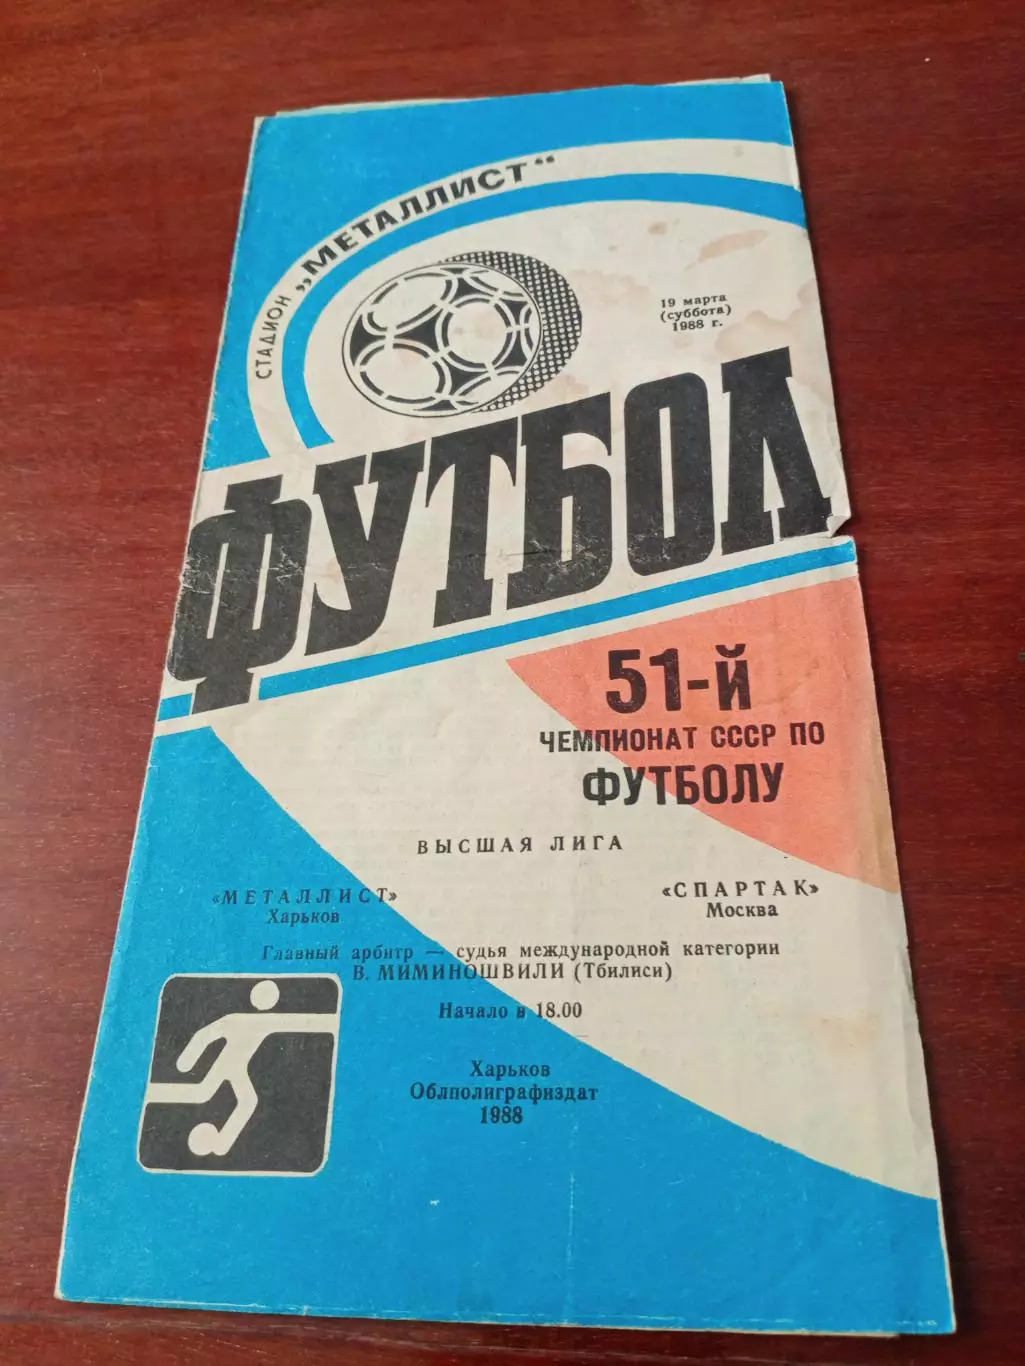 СТАДИОН „МЕТАЛЛИСТ“
19 марта
(суббота)
1988 г.
ФУТБОЛ
51-й
ЧЕМПИОНАТ СССР ПО
ФУТБОЛУ
ВЫСШАЯ ЛИГА
«МЕТАЛЛИСТ»
Харьков
«СПАРТАК»
Москва
Главный арбитр — судья международной категории
В. МИМИНОШВИЛИ (Тбилиси)
Начало в 18.00
Харьков
Облполиграфиздат
1988